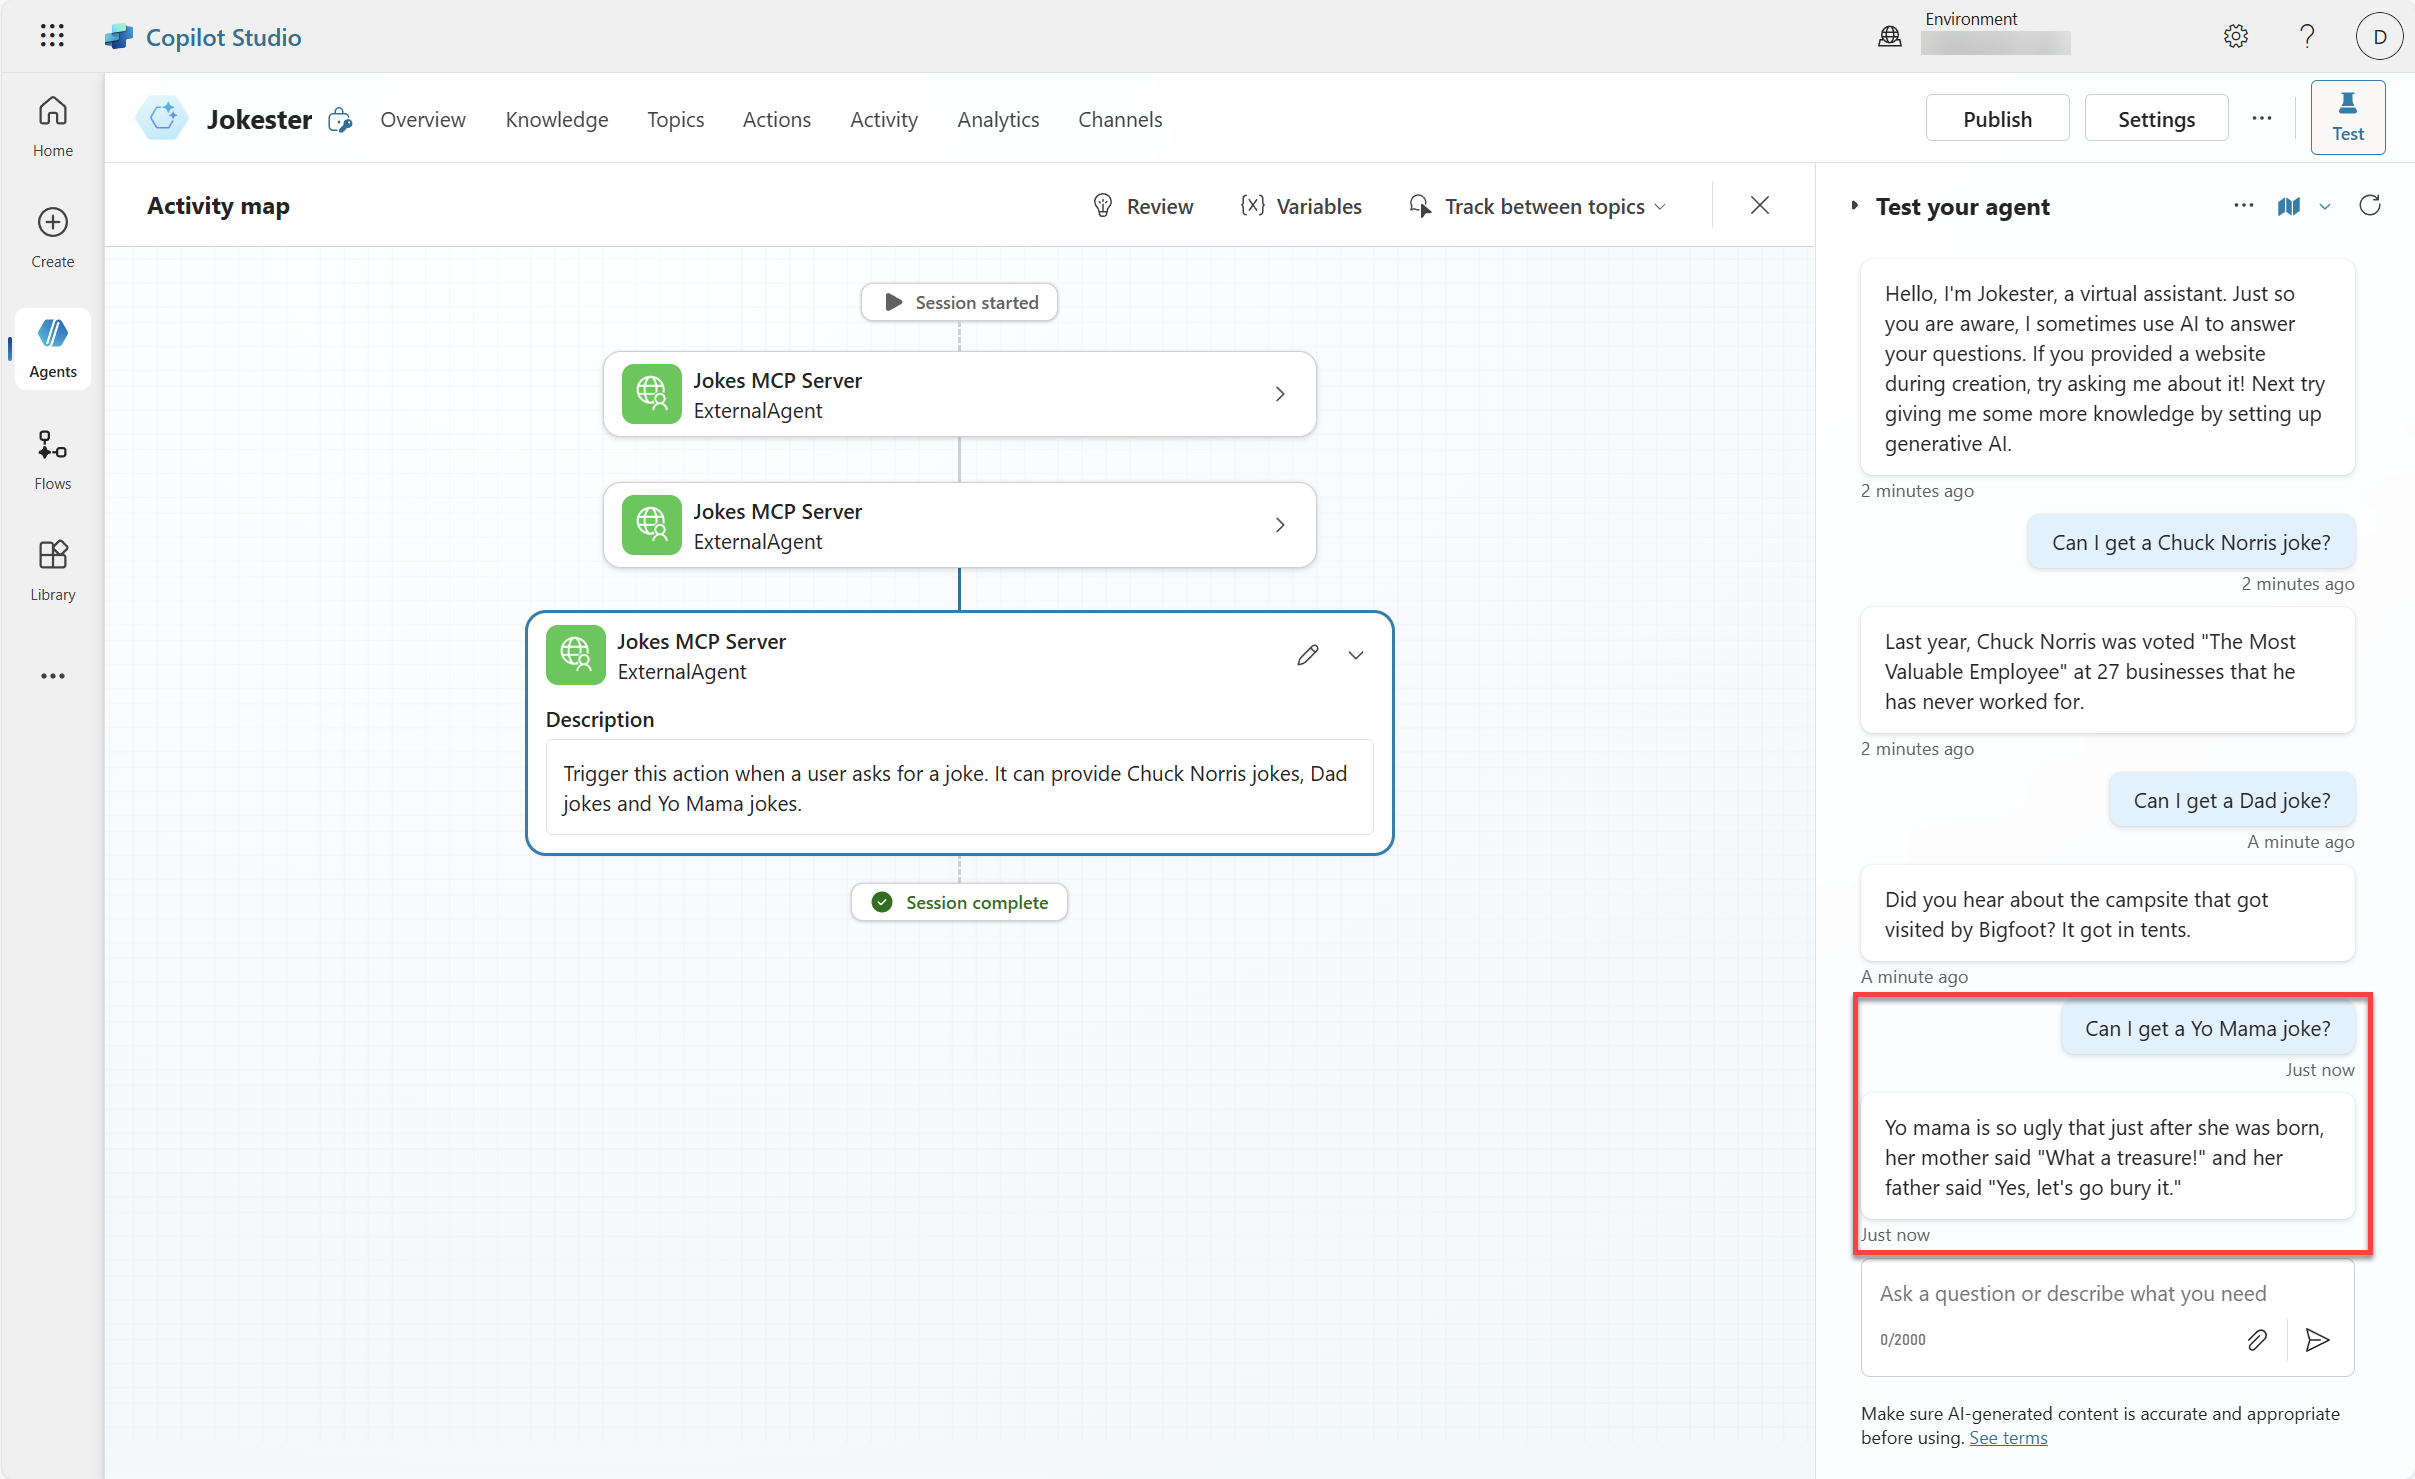 Copilot Studio
Environment
D
Home
Create
Agents
Flows
Library
Jokester
Overview
Knowledge
Topics
Actions
Activity
Analytics
Channels
Publish
Settings
Test
Activity map
Review
Variables
Track between topics
Session started
Jokes MCP Server
ExternalAgent
Jokes MCP Server
ExternalAgent
Jokes MCP Server
ExternalAgent
Description
Trigger this action when a user asks for a joke. It can provide Chuck Norris jokes, Dad
jokes and Yo Mama jokes.
Session complete
Test your agent
Hello, I'm Jokester, a virtual assistant. Just so
you are aware, I sometimes use AI to answer
your questions. If you provided a website
during creation, try asking me about it! Next try
giving me some more knowledge by setting up
generative AI.
2 minutes ago
Can I get a Chuck Norris joke?
2 minutes ago
Last year, Chuck Norris was voted "The Most
Valuable Employee" at 27 businesses that he
has never worked for.
2 minutes ago
Can I get a Dad joke?
A minute ago
Did you hear about the campsite that got
visited by Bigfoot? It got in tents.
A minute ago
Can I get a Yo Mama joke?
Just now
Yo mama is so ugly that just after she was born,
her mother said "What a treasure!" and her
father said "Yes, let's go bury it."
Just now
Ask a question or describe what you need
0/2000
Make sure AI-generated content is accurate and appropriate
before using. See terms